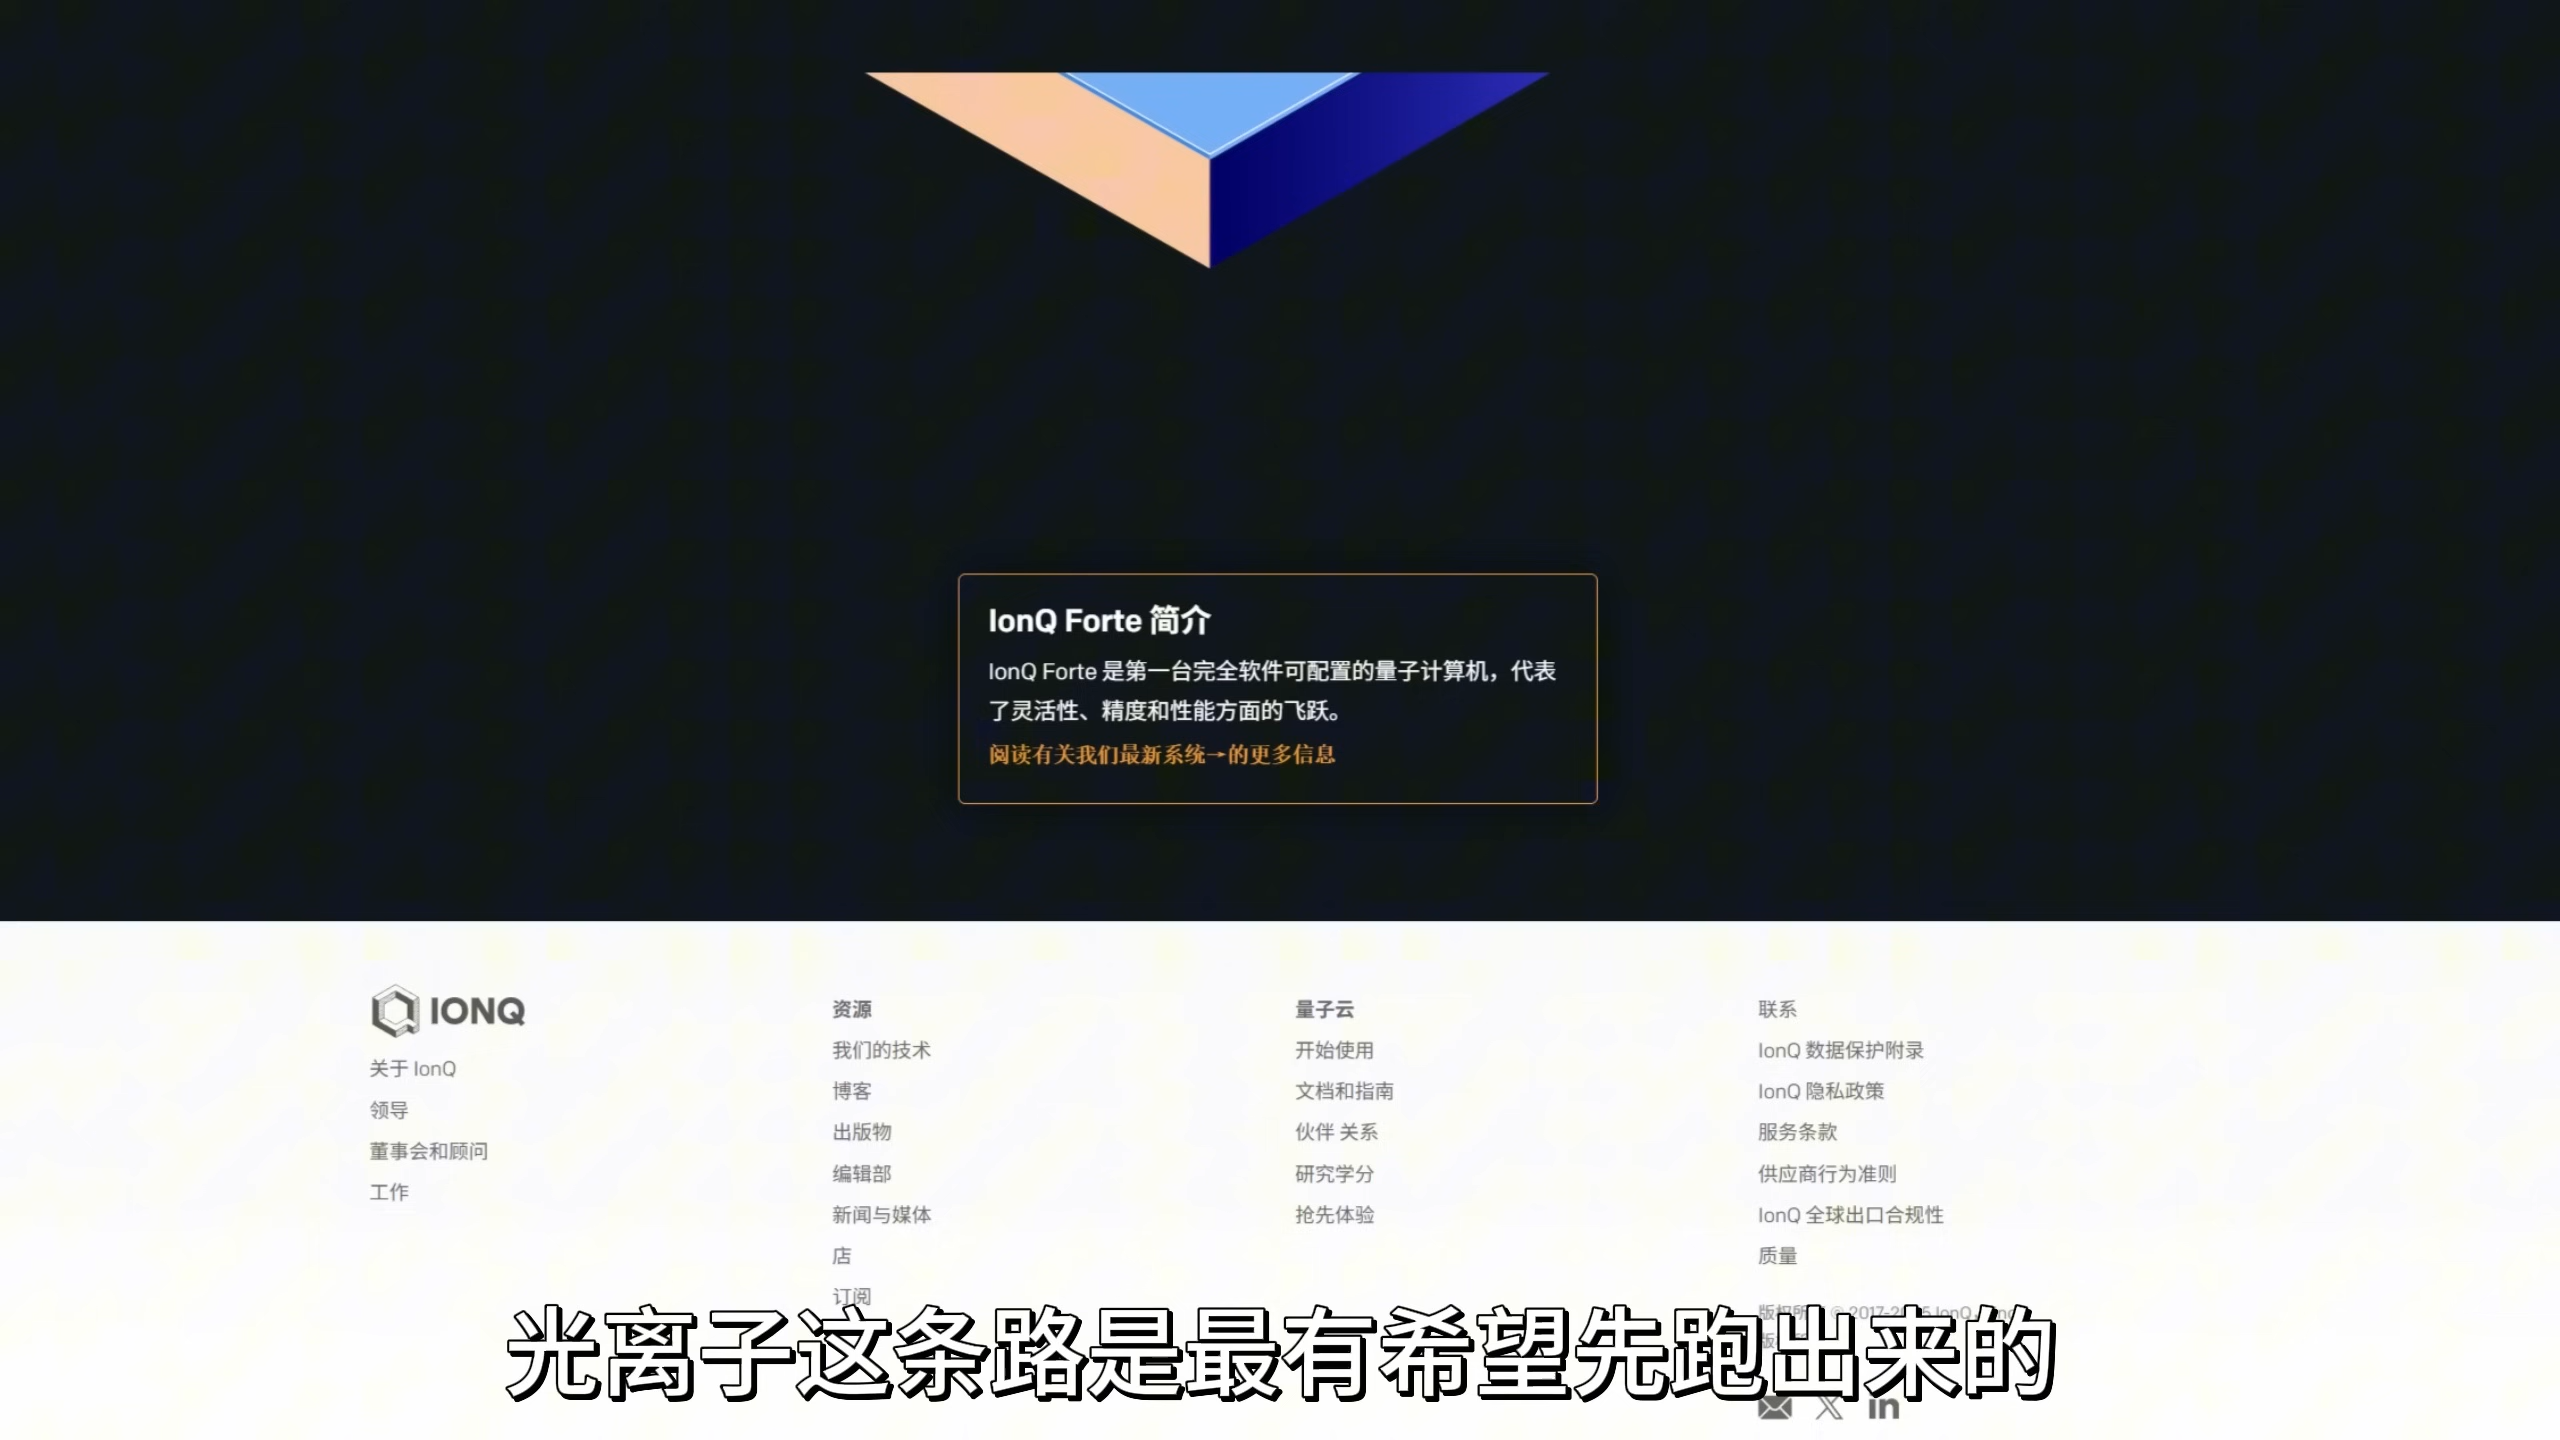 IonQ Forte 简介
IonQ Forte 是第一台完全软件可配置的量子计算机，代表
了灵活性、精度和性能方面的飞跃。
阅读有关我们最新系统→的更多信息
IONQ
关于 IonQ
领导
董事会和顾问
工作
资源
我们的技术
博客
出版物
编辑部
新闻与媒体
店
订阅
量子云
开始使用
文档和指南
伙伴 关系
研究学分
抢先体验
联系
IonQ 数据保护附录
IonQ 隐私政策
服务条款
供应商行为准则
IonQ 全球出口合规性
质量
光离子这条路是最有希望先跑出来的